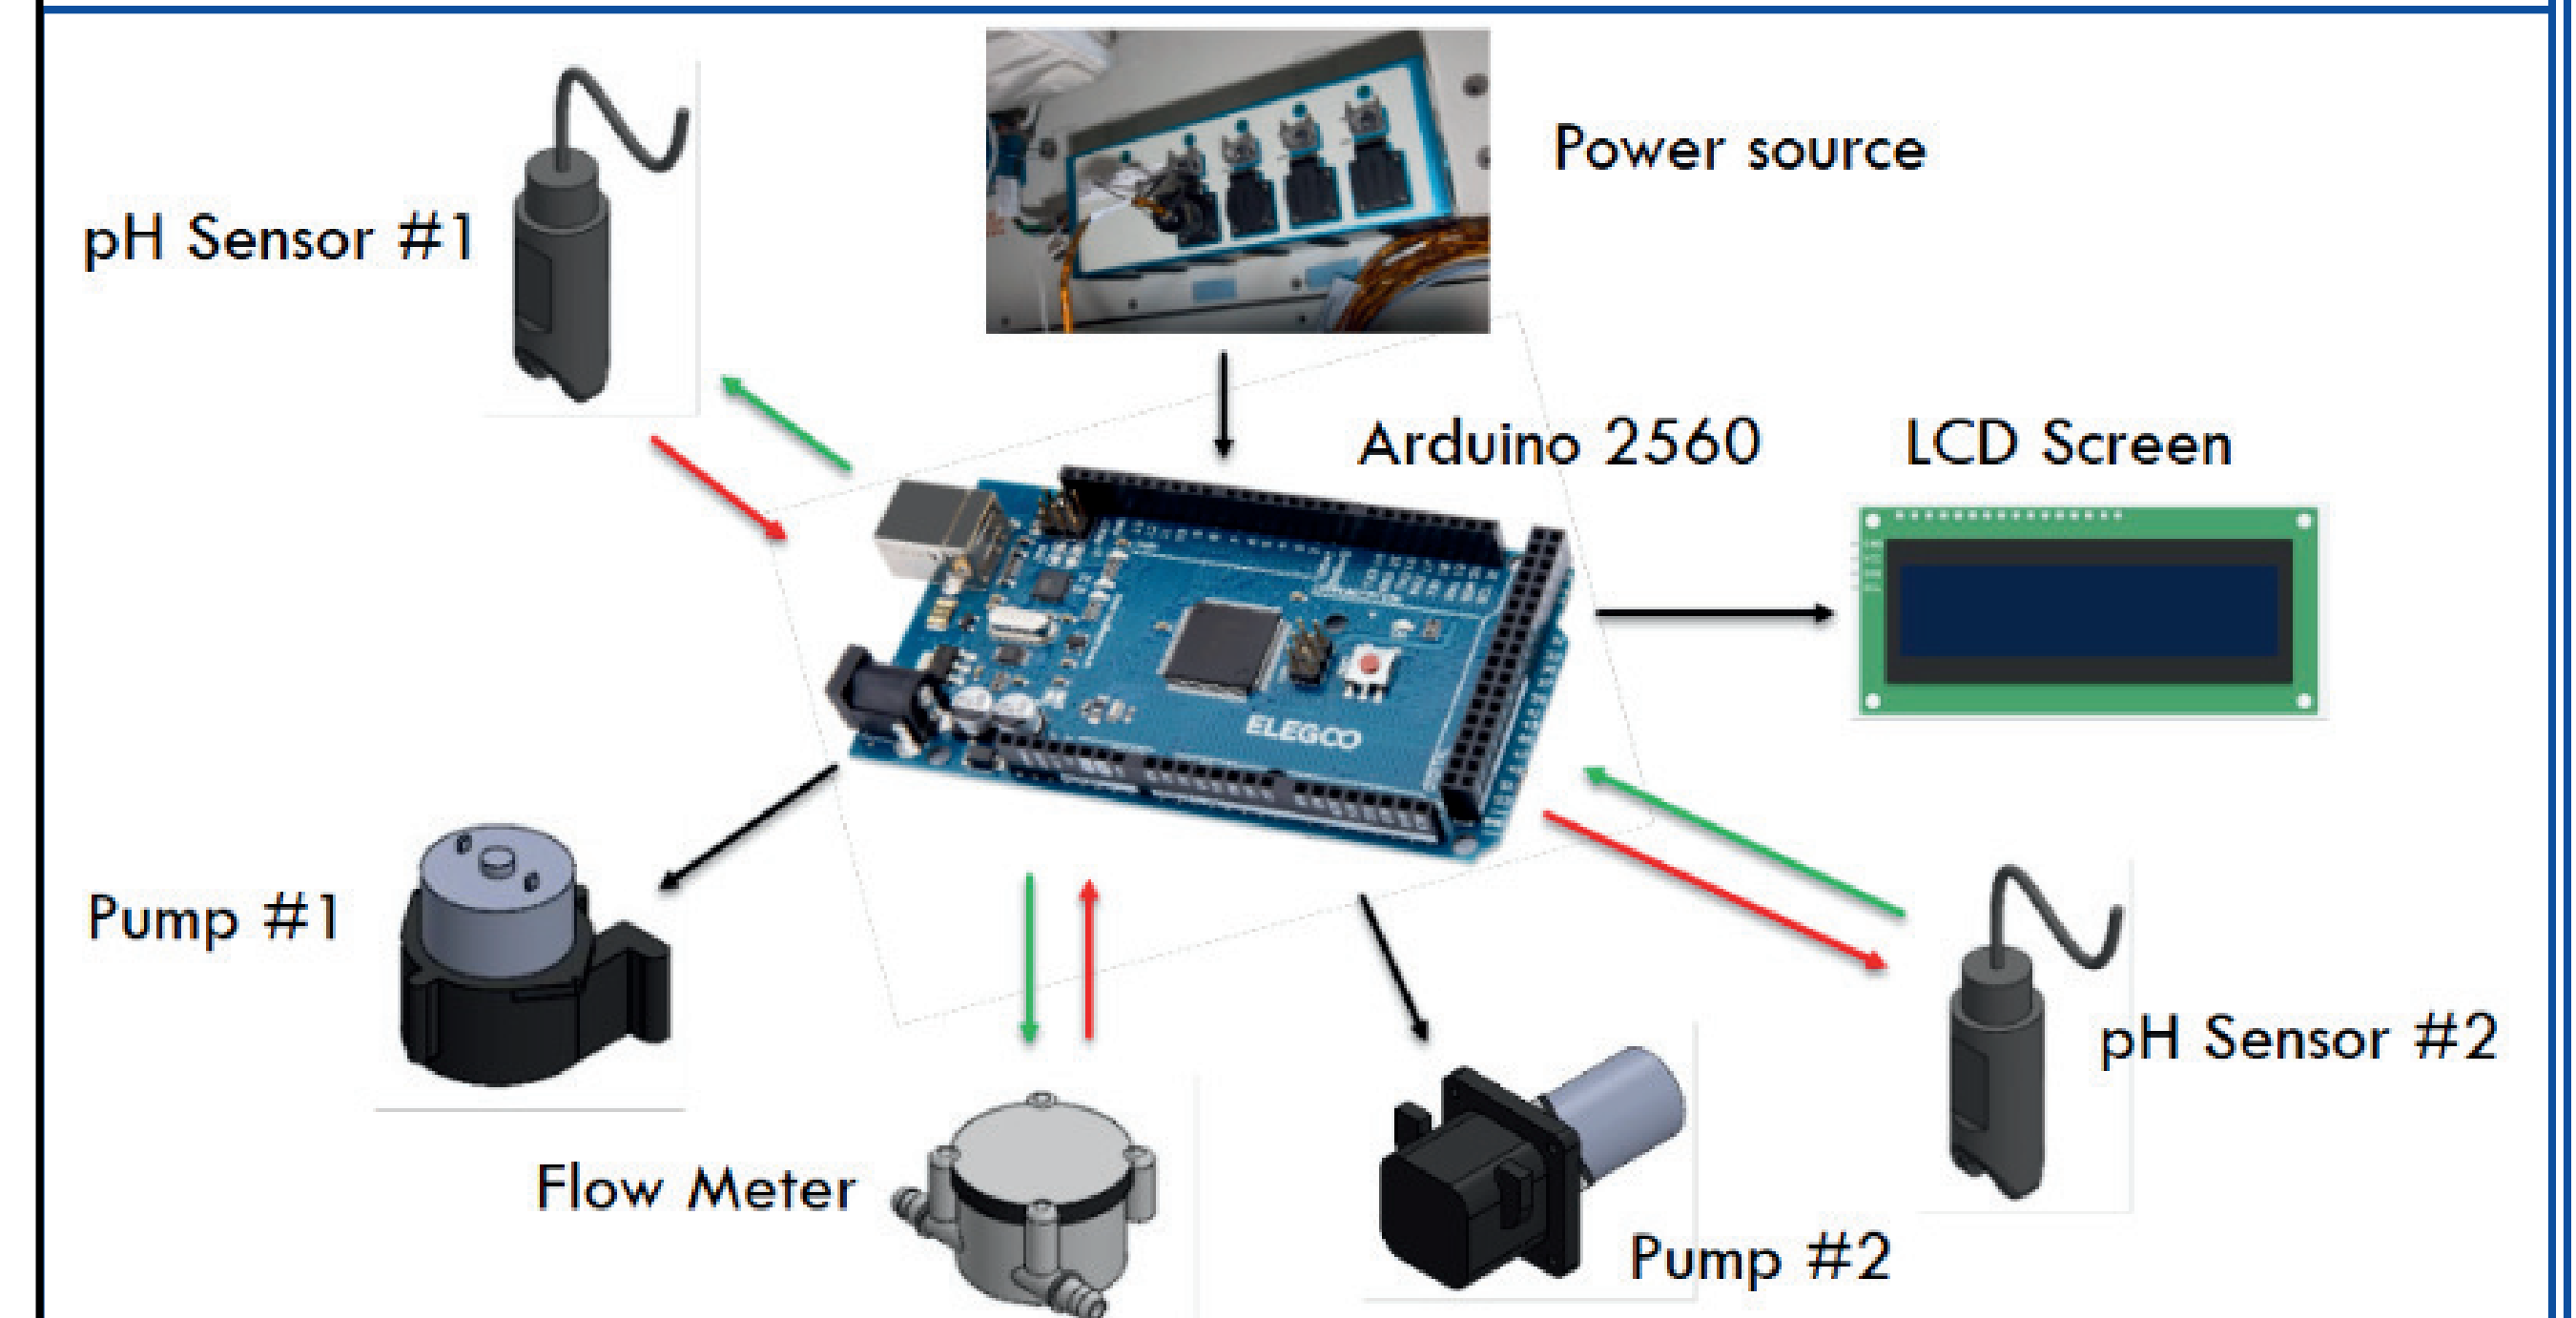 Power source
pH Sensor #1
Arduino 2560
LCD Screen
ELEGOO
Pump #1
pH Sensor #2
Flow Meter
Pump #2